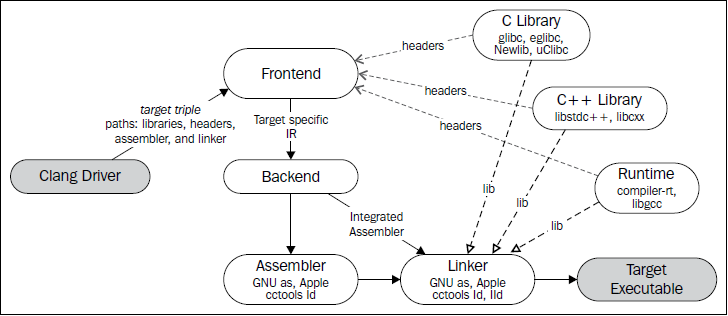 C Library
glibc, eglibc,
Newlib, uClibc
headers
Frontend
headers
C++ Library
libstdc++, libcxx
target triple
paths: libraries, headers,
assembler, and linker
Target specific
IR
headers
Clang Driver
Backend
Runtime
compiler-rt,
libgcc
lib
lib
lib
Integrated
Assembler
Assembler
GNU as, Apple
cctools ld
Linker
GNU as, Apple
cctools ld, lld
Target
Executable